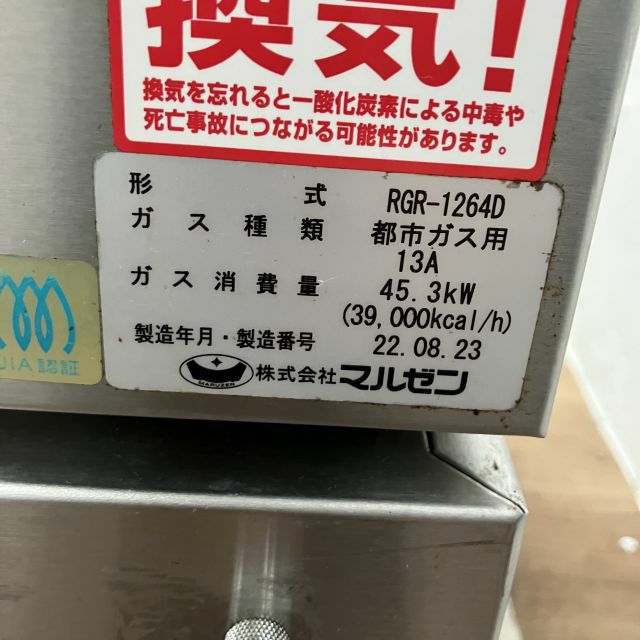 換気!
換気を忘れると一酸化炭素による中毒や
死亡事故につながる可能性があります。
形 式 RGR-1264D
ガス種類 都市ガス用
13A
ガス消費量 45.3kW
(39,000kcal/h)
製造年月・製造番号 22.08.23
MARUZEN 株式会社マルゼン
JIA認証